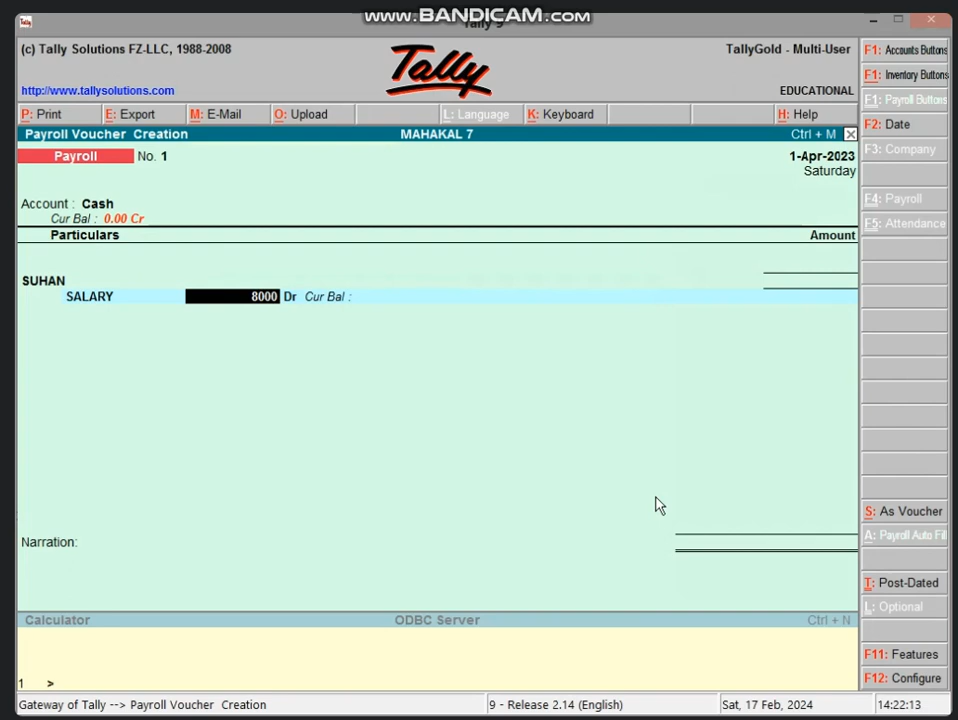 www.BANDICAM.com
Tally 9
(c) Tally Solutions FZ-LLC, 1988-2008
Tally
TallyGold - Multi-User
http://www.tallysolutions.com
EDUCATIONAL
P: Print
E: Export
M: E-Mail
O: Upload
L: Language
K: Keyboard
H: Help
Payroll Voucher Creation
MAHAKAL 7
Ctrl + M
Payroll No. 1
1-Apr-2023
Saturday
Account : Cash
Cur Bal : 0.00 Cr
Particulars
Amount
SUHAN
SALARY 8000 Dr Cur Bal :
Narration:
Calculator
ODBC Server
Ctrl + N
1 >
Gateway of Tally --> Payroll Voucher Creation
9 - Release 2.14 (English)
Sat, 17 Feb, 2024
14:22:13
F1: Accounts Buttons
F1: Inventory Buttons
F1: Payroll Buttons
F2: Date
F3: Company
F4: Payroll
F5: Attendance
S: As Voucher
A: Payroll Auto Fill
T: Post-Dated
L: Optional
F11: Features
F12: Configure